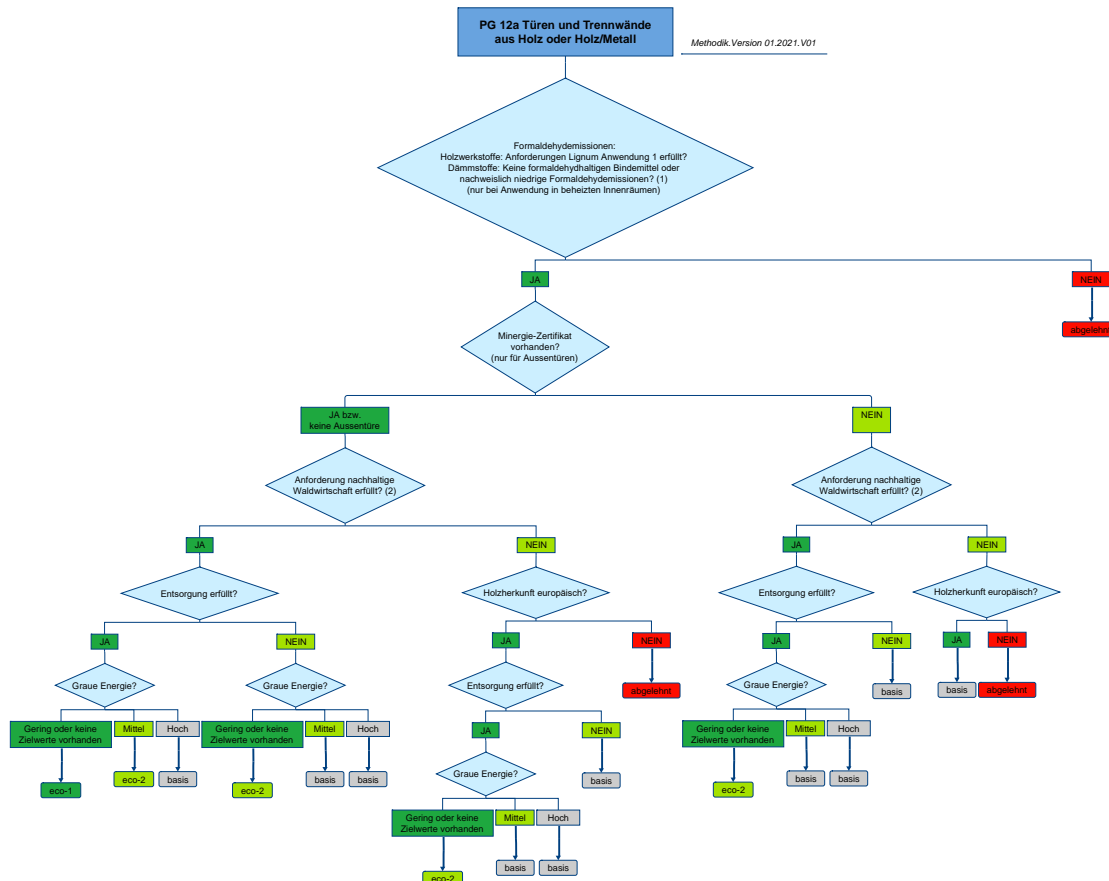 PG 12a Türen und Trennwände
aus Holz oder Holz/Metall
Methodik.Version 01.2021.V01
Formaldehydemissionen:
Holzwerkstoffe: Anforderungen Lignum Anwendung 1 erfüllt?
Dämmstoffe: Keine formaldehydhaltigen Bindemittel oder
nachweislich niedrige Formaldehydemissionen? (1)
(nur bei Anwendung in beheizten Innenräumen)
JA
NEIN
abgelehnt
Minergie-Zertifikat
vorhanden?
(nur für Aussentüren)
JA bzw.
keine Aussentüre
NEIN
Anforderung nachhaltige
Waldwirtschaft erfüllt? (2)
Anforderung nachhaltige
Waldwirtschaft erfüllt? (2)
JA
NEIN
JA
NEIN
Entsorgung erfüllt?
Holzherkunft europäisch?
Entsorgung erfüllt?
Holzherkunft europäisch?
JA
NEIN
JA
NEIN
JA
NEIN
JA
NEIN
Graue Energie?
Graue Energie?
Entsorgung erfüllt?
abgelehnt
Graue Energie?
basis
basis
abgelehnt
Gering oder keine
Zielwerte vorhanden
Mittel
Hoch
Gering oder keine
Zielwerte vorhanden
Mittel
Hoch
JA
NEIN
Gering oder keine
Zielwerte vorhanden
Mittel
Hoch
eco-1
eco-2
basis
eco-2
basis
basis
Graue Energie?
basis
eco-2
basis
basis
Gering oder keine
Zielwerte vorhanden
Mittel
Hoch
eco-2
basis
basis